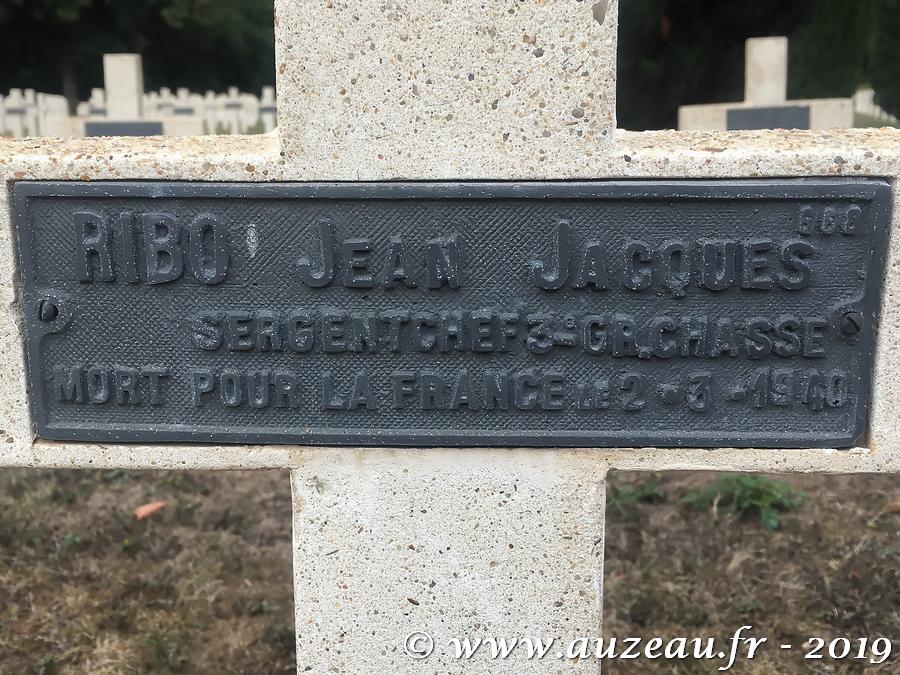 RIBO JEAN JACQUES
SERGENT CHEF 3E GR. CHASSE
MORT POUR LA FRANCE LE 2-3-1940
© www.auzeau.fr - 2019